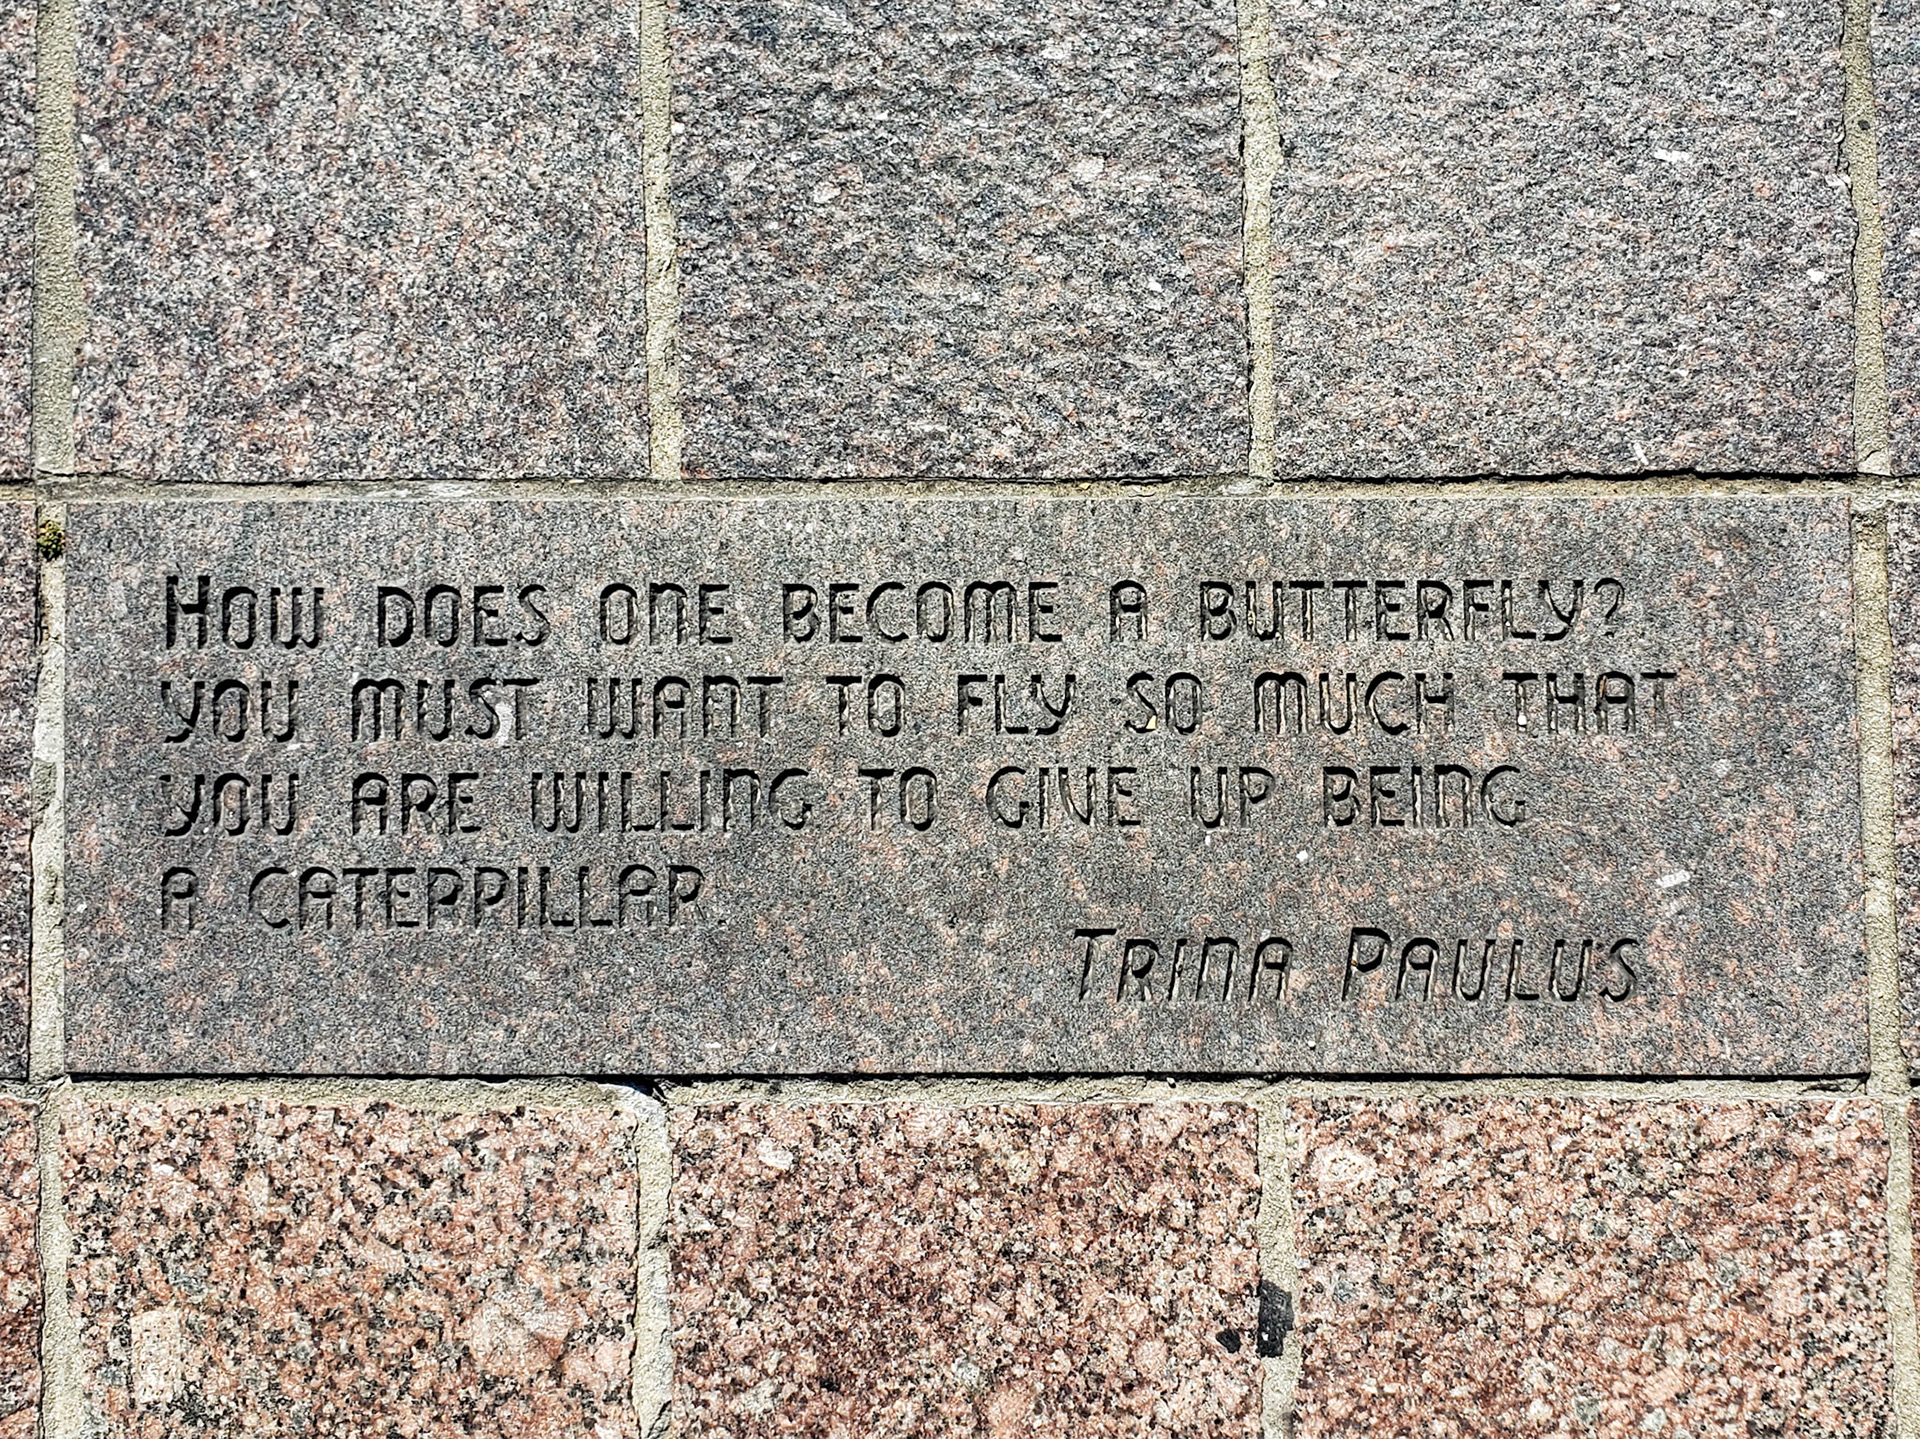 How does one become a butterfly?
you must want to fly so much that
you are willing to give up being
a caterpillar.
Trina Paulus